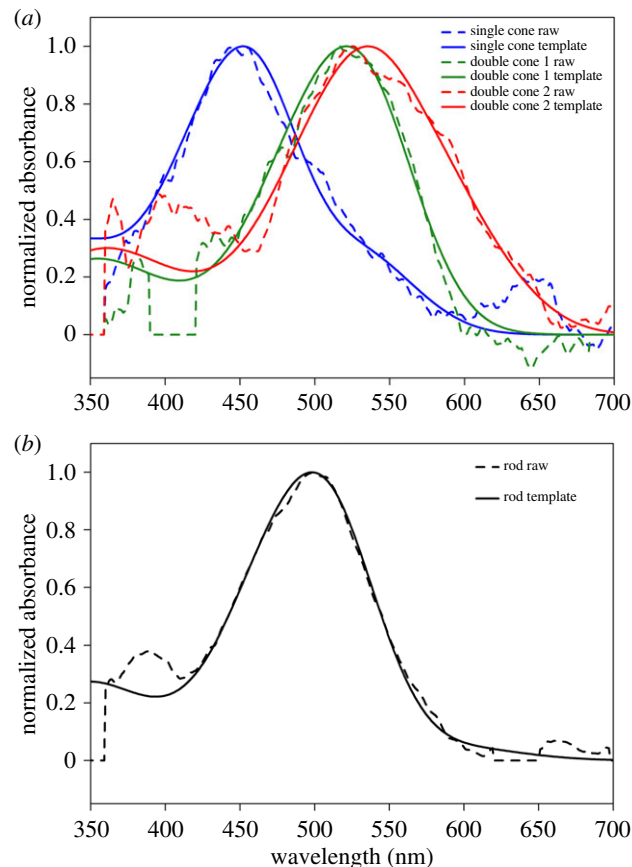 (a)
1.0
0.8
0.6
0.4
0.2
0
normalized absorbance
single cone raw
single cone template
double cone 1 raw
double cone 1 template
double cone 2 raw
double cone 2 template
350 400 450 500 550 600 650 700
(b)
1.0
0.8
0.6
0.4
0.2
0
normalized absorbance
rod raw
rod template
350 400 450 500 550 600 650 700
wavelength (nm)